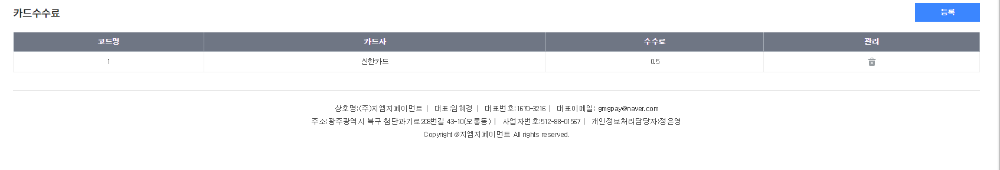 카드수수료
등록
코드명 카드사 수수료 관리
1 신한카드 0.5
상호명:(주)지엠지페이먼트 | 대표:임혜경 | 대표번호:1670-3216 | 대표이메일: gmgpay@naver.com
주소:광주광역시 북구 첨단과기로208번길 43-10(오룡동) | 사업자번호:512-88-01567 | 개인정보처리담당자:정은영
Copyright @지엠지페이먼트 All rights reserved.